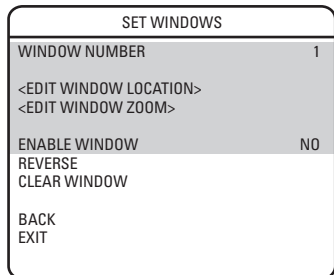 SET WINDOWS
WINDOW NUMBER 1
<EDIT WINDOW LOCATION>
<EDIT WINDOW ZOOM>
ENABLE WINDOW NO
REVERSE
CLEAR WINDOW
BACK
EXIT